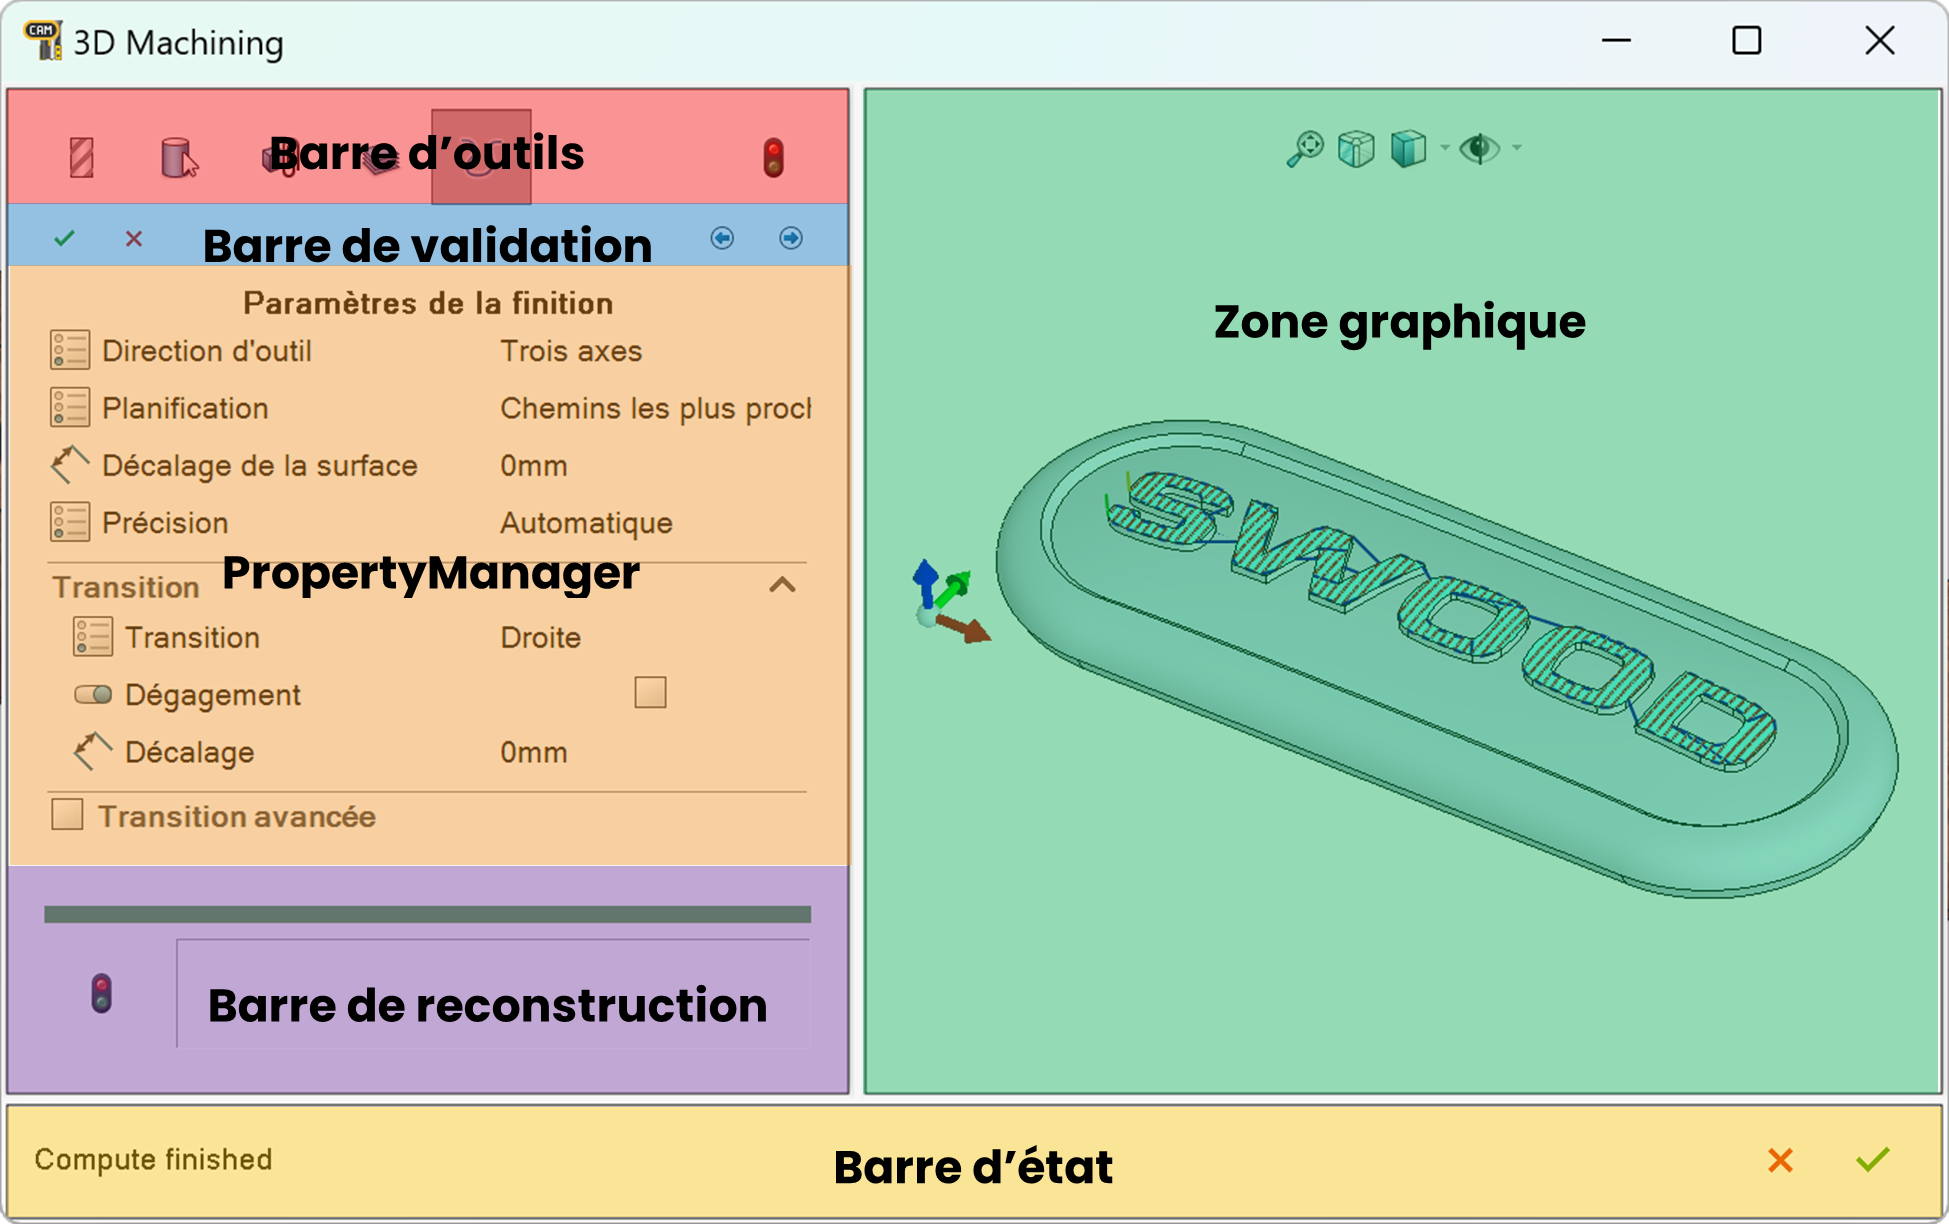 CAM
3D Machining
Barre d’outils
Barre de validation
Paramètres de la finition
Direction d'outil Trois axes
Planification Chemins les plus proch
Décalage de la surface 0mm
Précision Automatique
PropertyManager
Transition
Transition Droite
Dégagement
Décalage 0mm
Transition avancée
Barre de reconstruction
Zone graphique
SWOOD
Compute finished
Barre d’état